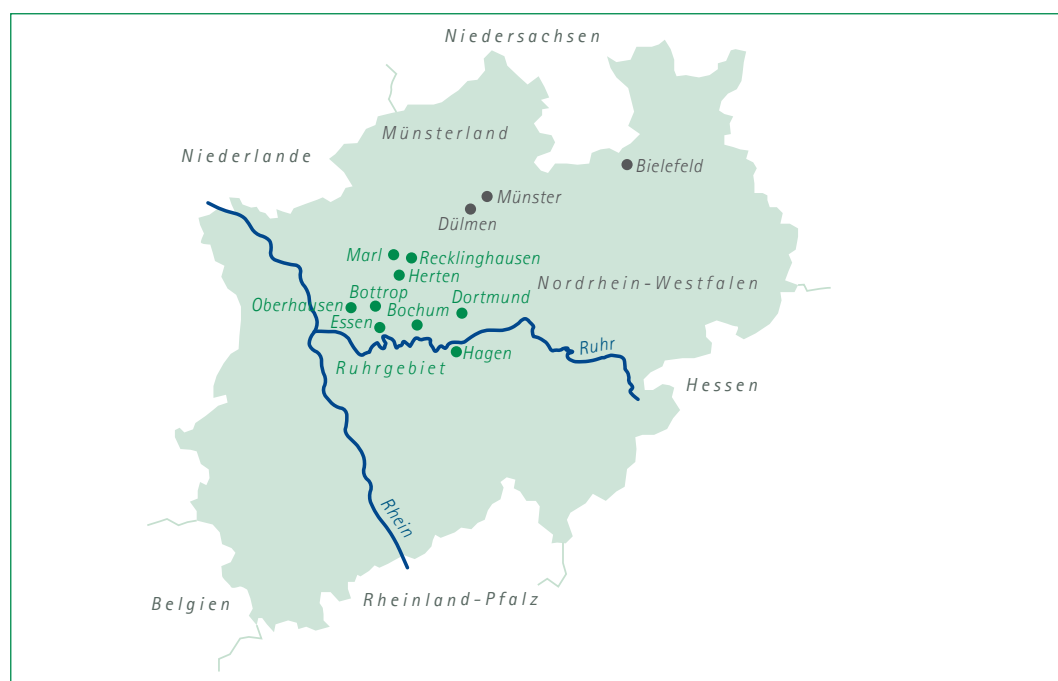 Niedersachsen
Münsterland
Niederlande
Bielefeld
Münster
Dülmen
Marl
Recklinghausen
Herten
Nordrhein-Westfalen
Bottrop
Oberhausen
Dortmund
Bochum
Essen
Ruhr
Hagen
Ruhrgebiet
Hessen
Rhein
Rheinland-Pfalz
Belgien